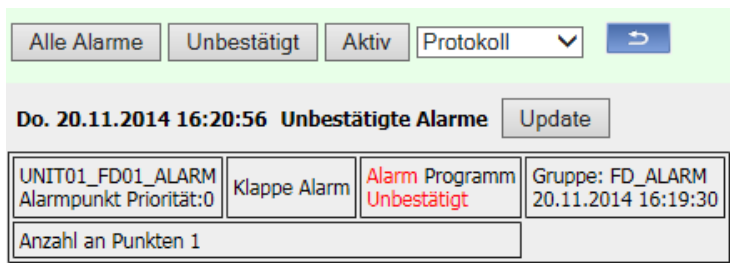 Alle Alarme Unbestätigt Aktiv Protokoll
Do. 20.11.2014 16:20:56 Unbestätigte Alarme Update
UNIT01_FD01_ALARM
Alarmpunkt Priorität:0
Klappe Alarm
Alarm Programm
Unbestätigt
Gruppe: FD_ALARM
20.11.2014 16:19:30
Anzahl an Punkten 1